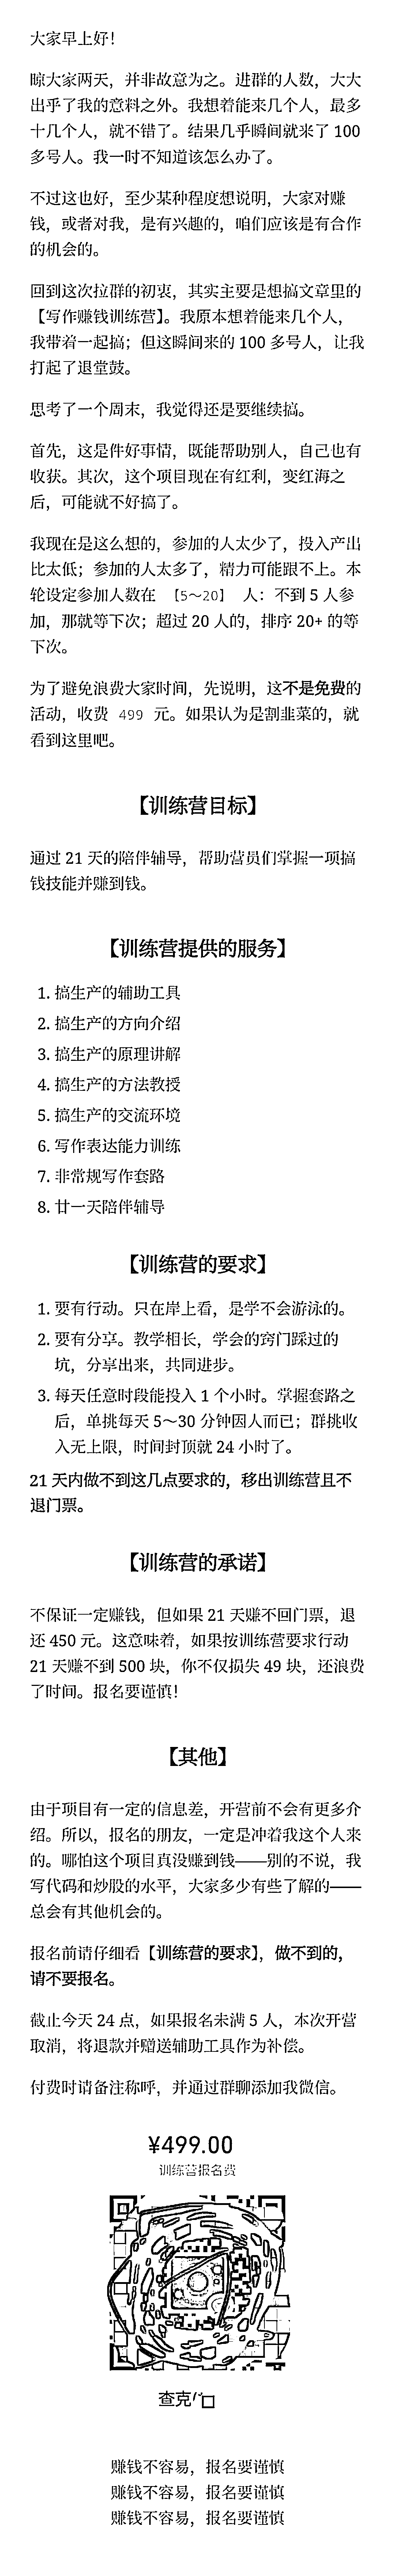 大家早上好！
晾大家两天，并非故意为之。进群的人数，大大
出乎了我的意料之外。我想着能来几个人，最多
十几个人，就不错了。结果几乎瞬间就来了 100
多号人。我一时不知道该怎么办了。
不过这也好，至少某种程度想说明，大家对赚
钱，或者对我，是有兴趣的，咱们应该是有合作
的机会的。
回到这次拉群的初衷，其实主要是想搞文章里的
【写作赚钱训练营】。我原本想着能来几个人，
我带着一起搞；但这瞬间来的 100 多号人，让我
打起了退堂鼓。
思考了一个周末，我觉得还是要继续搞。
首先，这是件好事情，既能帮助别人，自己也有
收获。其次，这个项目现在有红利，变红海之
后，可能就不好搞了。
我现在是这么想的，参加的人太少了，投入产出
比太低；参加的人太多了，精力可能跟不上。本
轮设定参加人数在 【5～20】 人：不到 5 人参
加，那就等下次；超过 20 人的，排序 20+ 的等
下次。
为了避免浪费大家时间，先说明，这不是免费的
活动，收费 499 元。如果认为是割韭菜的，就
看到这里吧。
【训练营目标】
通过 21 天的陪伴辅导，帮助营员们掌握一项搞
钱技能并赚到钱。
【训练营提供的服务】
1. 搞生产的辅助工具
2. 搞生产的方向介绍
3. 搞生产的原理讲解
4. 搞生产的方法教授
5. 搞生产的交流环境
6. 写作表达能力训练
7. 非常规写作套路
8. 廿一天陪伴辅导
【训练营的要求】
1. 要有行动。只在岸上看，是学不会游泳的。
2. 要有分享。教学相长，学会的窍门踩过的
坑，分享出来，共同进步。
3. 每天任意时段能投入 1 个小时。掌握套路之
后，单挑每天 5～30 分钟因人而已；群挑收
入无上限，时间封顶就 24 小时了。
21 天内做不到这几点要求的，移出训练营且不
退门票。
【训练营的承诺】
不保证一定赚钱，但如果 21 天赚不回门票，退
还 450 元。这意味着，如果按训练营要求行动
21 天赚不到 500 块，你不仅损失 49 块，还浪费
了时间。报名要谨慎！
【其他】
由于项目有一定的信息差，开营前不会有更多介
绍。所以，报名的朋友，一定是冲着我这个人来
的。哪怕这个项目真没赚到钱——别的不说，我
写代码和炒股的水平，大家多少有些了解的——
总会有其他机会的。
报名前请仔细看【训练营的要求】，做不到的，
请不要报名。
截止今天 24 点，如果报名未满 5 人，本次开营
取消，将退款并赠送辅助工具作为补偿。
付费时请备注称呼，并通过群聊添加我微信。
¥499.00
训练营报名费
查克
赚钱不容易，报名要谨慎
赚钱不容易，报名要谨慎
赚钱不容易，报名要谨慎